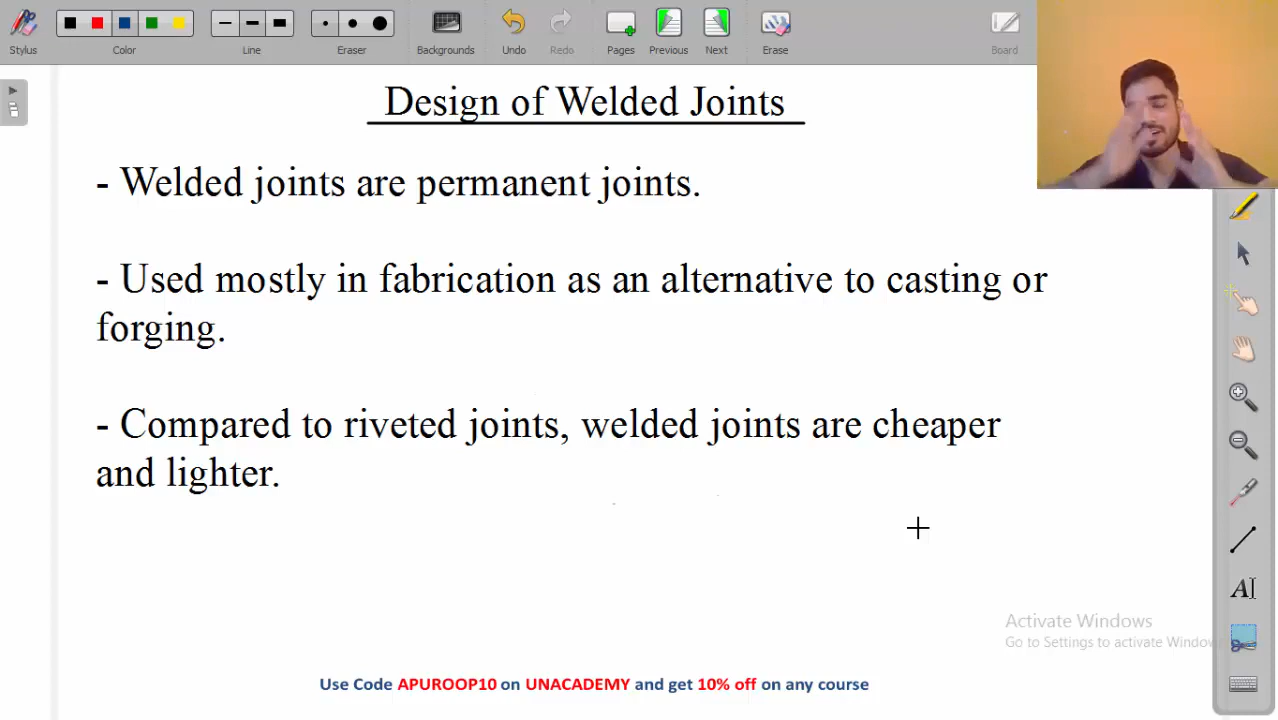 Stylus
Color
Line
Eraser
Backgrounds
Undo
Redo
Pages
Previous
Next
Erase
Board
Design of Welded Joints
- Welded joints are permanent joints.
- Used mostly in fabrication as an alternative to casting or
forging.
- Compared to riveted joints, welded joints are cheaper
and lighter.
A
Activate Windows
Go to Settings to activate Window
Use Code APUROOP10 on UNACADEMY and get 10% off on any course